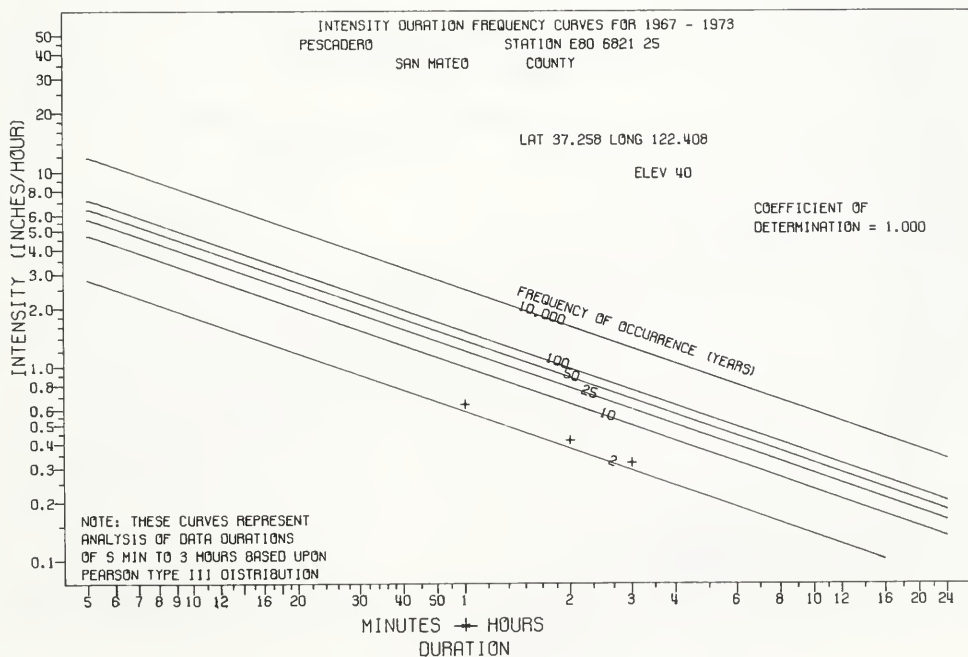 INTENSITY DURATION FREQUENCY CURVES FOR 1967 - 1973
PESCADERO STATION E80 6821 25
SAN MATEO COUNTY
LAT 37.258 LONG 122.408
ELEV 40
COEFFICIENT OF
DETERMINATION = 1.000
INTENSITY (INCHES/HOUR)
50
40
30
20
10
8.0
6.0
5.0
4.0
3.0
2.0
1.0
0.8
0.6
0.5
0.4
0.3
0.2
0.1
FREQUENCY OF OCCURRENCE (YEARS)
10,000
100
50
25
10
2
NOTE: THESE CURVES REPRESENT
ANALYSIS OF DATA DURATIONS
OF 5 MIN TO 3 HOURS BASED UPON
PEARSON TYPE III DISTRIBUTION
5 6 7 8 9 10 12 16 20 30 40 50 1 2 3 4 6 8 10 12 16 20 24
MINUTES + HOURS
DURATION